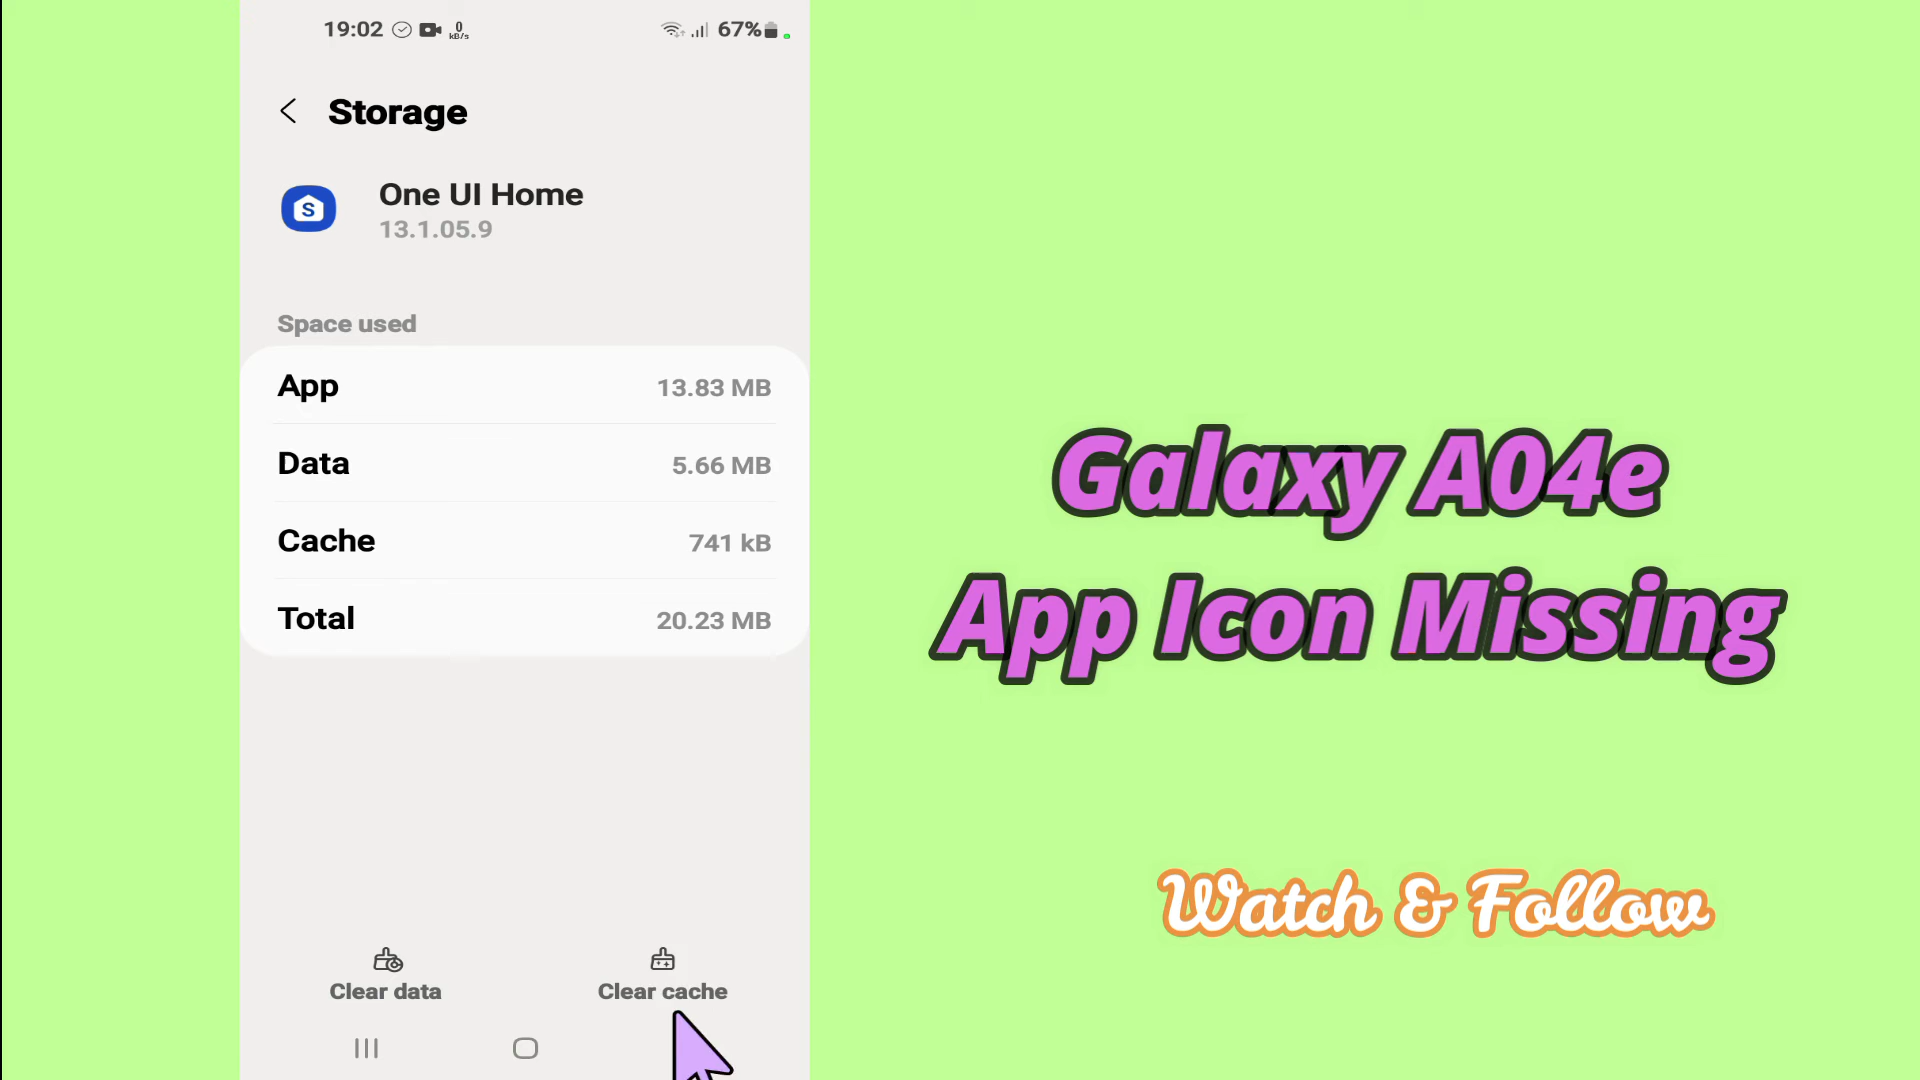 19:02 0 kB/s 67%
Storage
S
One UI Home
13.1.05.9
Space used
App 13.83 MB
Data 5.66 MB
Cache 741 kB
Total 20.23 MB
Clear data Clear cache
Galaxy A04e
App Icon Missing
Watch & Follow